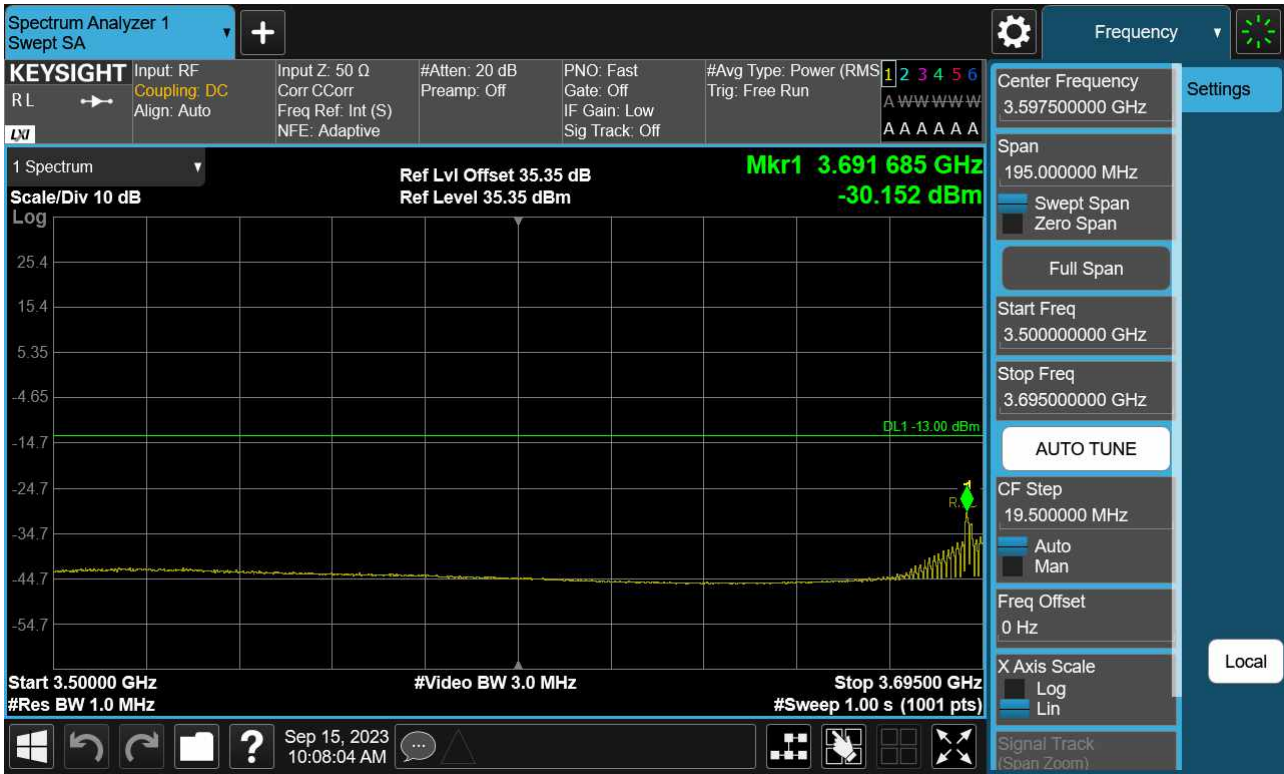 Spectrum Analyzer 1
Swept SA
Frequency
KEYSIGHT
R L
LXI
Input: RF
Coupling: DC
Align: Auto
Input Z: 50 Ω
Corr CCorr
Freq Ref: Int (S)
NFE: Adaptive
#Atten: 20 dB
Preamp: Off
PNO: Fast
Gate: Off
IF Gain: Low
Sig Track: Off
#Avg Type: Power (RMS
Trig: Free Run
1 2 3 4 5 6
A W W W W W
A A A A A A
1 Spectrum
Scale/Div 10 dB
Log
Ref Lvl Offset 35.35 dB
Ref Level 35.35 dBm
Mkr1 3.691 685 GHz
-30.152 dBm
25.4
15.4
5.35
-4.65
-14.7
-24.7
-34.7
-44.7
-54.7
DL1 -13.00 dBm
1
Start 3.50000 GHz
#Res BW 1.0 MHz
#Video BW 3.0 MHz
Stop 3.69500 GHz
#Sweep 1.00 s (1001 pts)
Center Frequency
3.597500000 GHz
Span
195.000000 MHz
Swept Span
Zero Span
Full Span
Start Freq
3.500000000 GHz
Stop Freq
3.695000000 GHz
AUTO TUNE
CF Step
19.500000 MHz
Auto
Man
Freq Offset
0 Hz
X Axis Scale
Log
Lin
Signal Track
(Span Zoom)
Settings
Local
?
Sep 15, 2023
10:08:04 AM